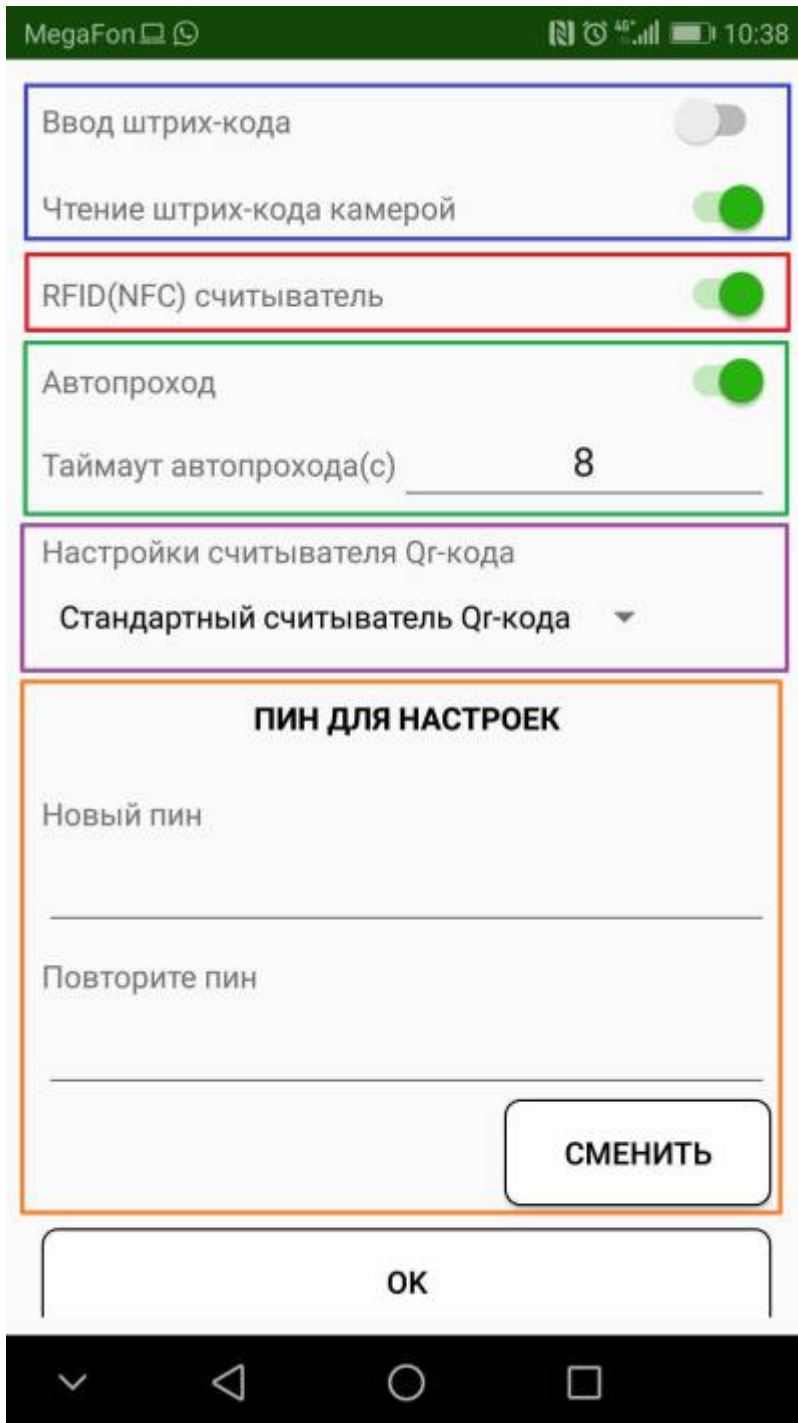 MegaFon 10:38
Ввод штрих-кода
Чтение штрих-кода камерой
RFID(NFC) считыватель
Автопроход
Таймаут автопрохода(с) 8
Настройки считывателя Qr-кода
Стандартный считыватель Qr-кода
ПИН ДЛЯ НАСТРОЕК
Новый пин
Повторите пин
СМЕНИТЬ
ОК